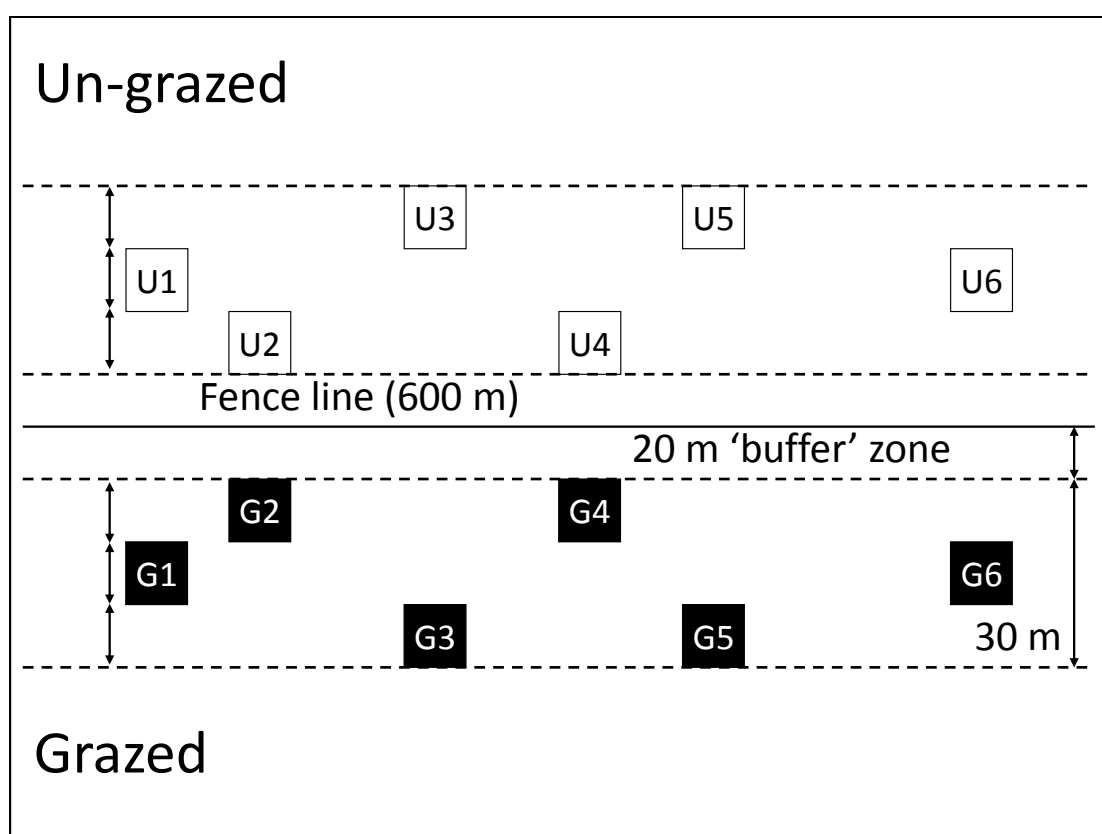 Un-grazed
U3 U5
U1 U6
U2 U4
Fence line (600 m)
20 m ‘buffer’ zone
G2 G4
G1 G6
G3 G5 30 m
Grazed